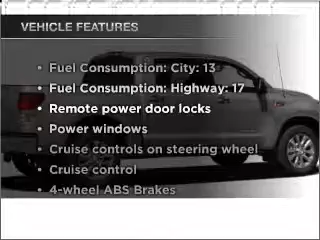 VEHICLE FEATURES
• Fuel Consumption: City: 13
• Fuel Consumption: Highway: 17
• Remote power door locks
• Power windows
• Cruise controls on steering wheel
• Cruise control
• 4-wheel ABS Brakes